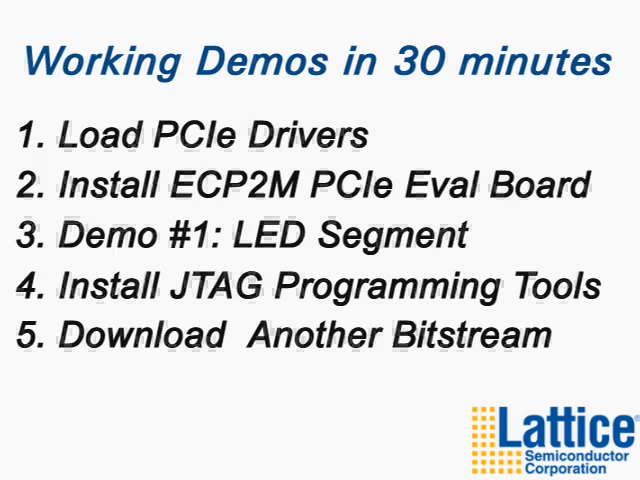 Working Demos in 30 minutes
1. Load PCIe Drivers
2. Install ECP2M PCIe Eval Board
3. Demo #1: LED Segment
4. Install JTAG Programming Tools
5. Download Another Bitstream
Lattice®
Semiconductor
Corporation